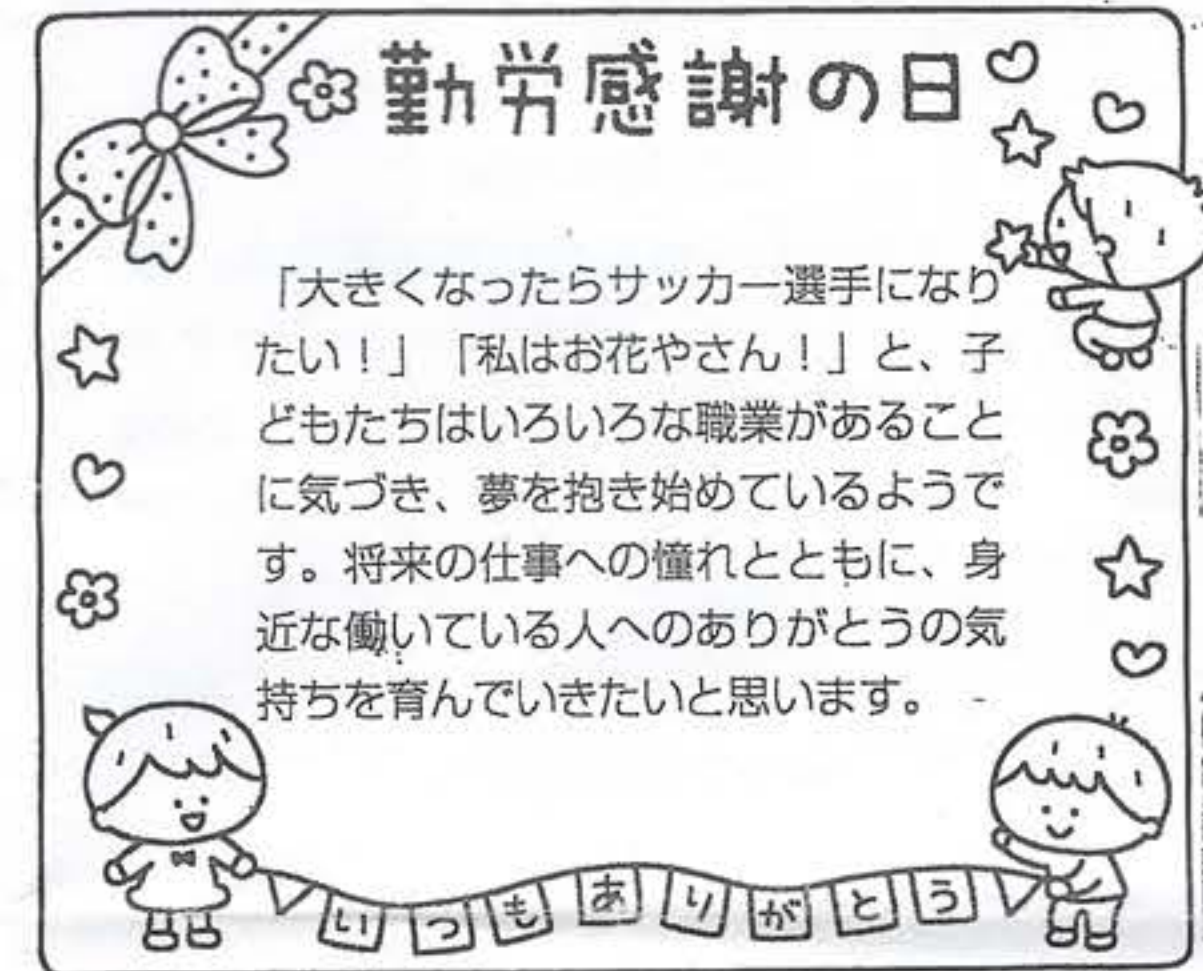 勤労感謝の日
「大きくなったらサッカー選手になり
たい！」「私はお花やさん！」と、子
どもたちはいろいろな職業があること
に気づき、夢を抱き始めているようで
す。将来の仕事への憧れとともに、身
近な働いている人へのありがとうの気
持ちを育んでいきたいと思います。
いつもありがとう